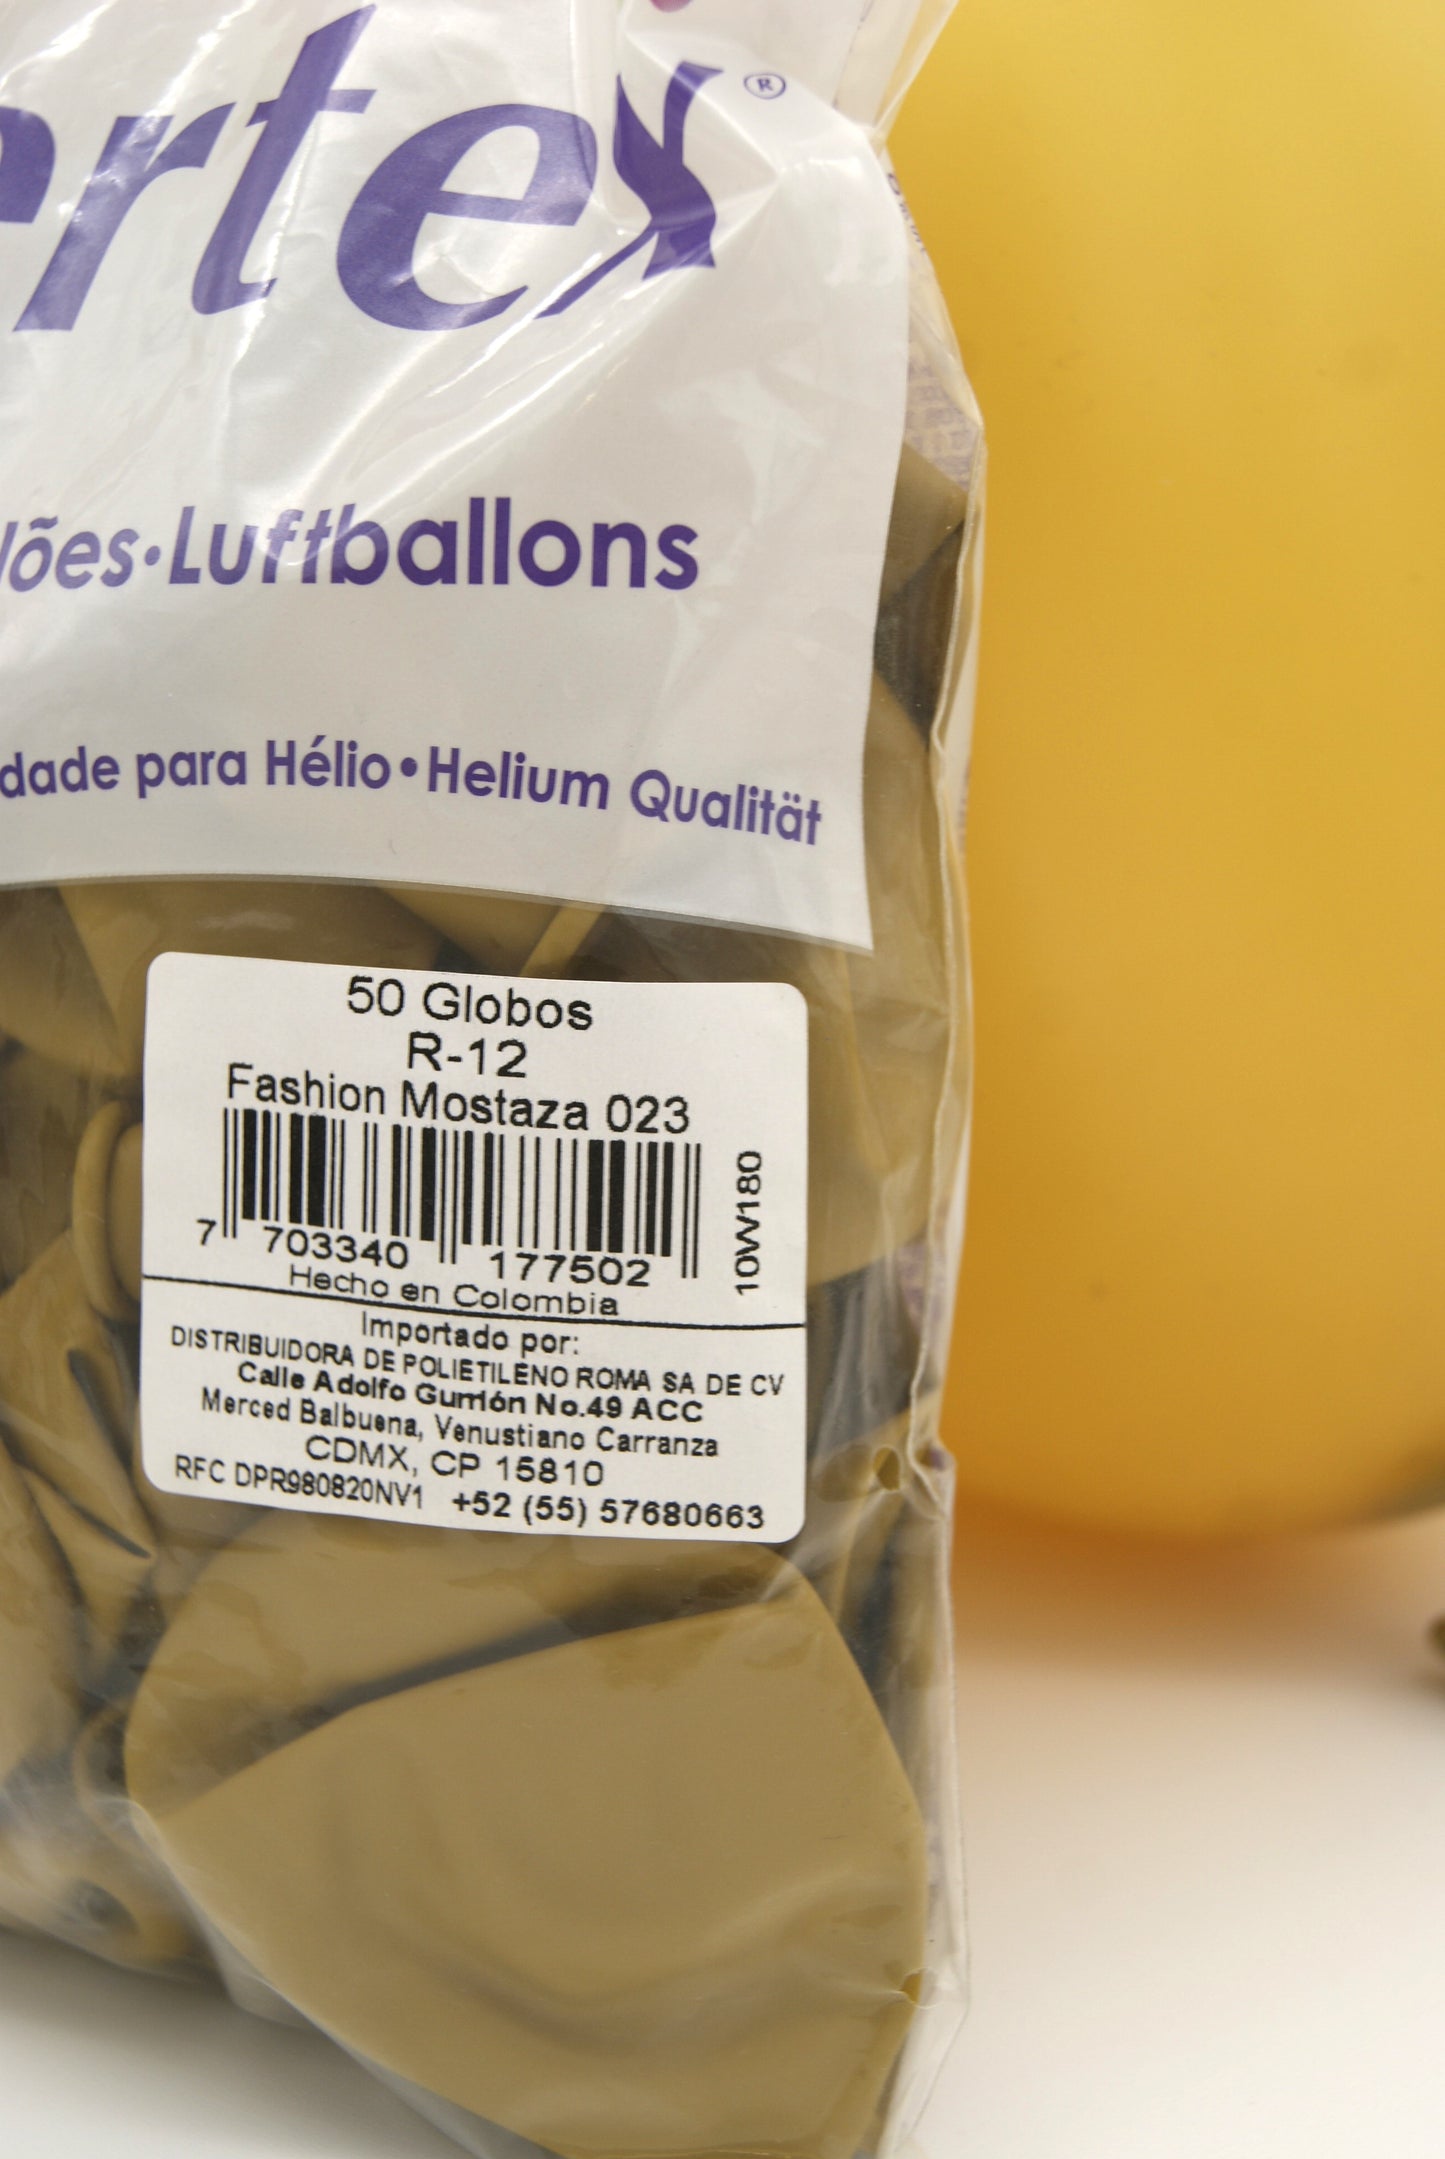 ertex®
lões•Luftballons
dade para Hélio•Helium Qualität
50 Globos
R-12
Fashion Mostaza 023
7 703340 177502
10W180
Hecho en Colombia
Importado por:
DISTRIBUIDORA DE POLIETILENO ROMA SA DE CV
Calle Adolfo Gurrión No.49 ACC
Merced Balbuena, Venustiano Carranza
CDMX, CP 15810
RFC DPR980820NV1 +52 (55) 57680663